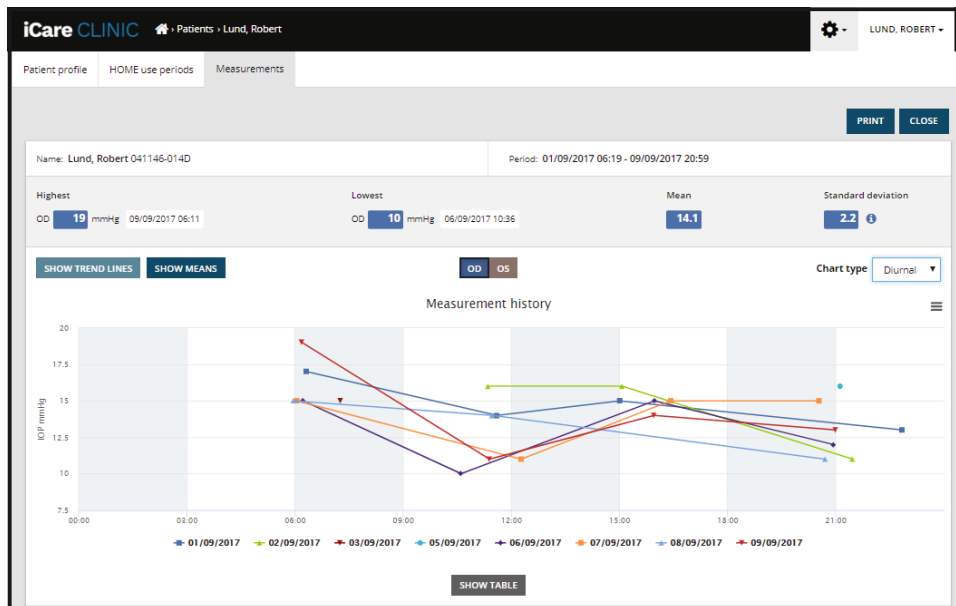 iCare CLINIC › Patients › Lund, Robert LUND, ROBERT
Patient profile HOME use periods Measurements
PRINT CLOSE
Name: Lund, Robert 041146-014D Period: 01/09/2017 06:19 - 09/09/2017 20:59
Highest Lowest Mean Standard deviation
OD 19 mmHg 09/09/2017 06:11 OD 10 mmHg 06/09/2017 10:36 14.1 2.2 i
SHOW TREND LINES SHOW MEANS OD OS Chart type Diurnal
Measurement history
20
17.5
15
12.5
10
7.5
IOP mmHg
00:00 03:00 06:00 09:00 12:00 15:00 18:00 21:00
01/09/2017 02/09/2017 03/09/2017 05/09/2017 06/09/2017 07/09/2017 08/09/2017 09/09/2017
SHOW TABLE